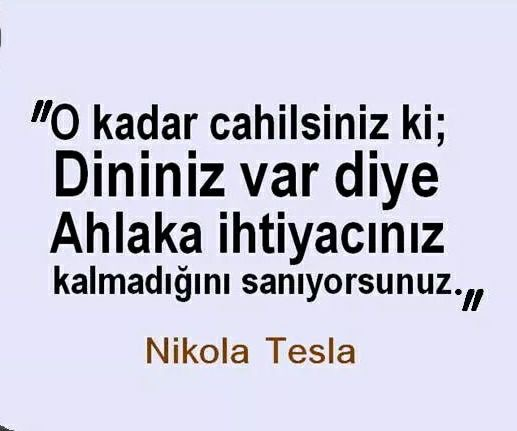 "O kadar cahilsiniz ki;
Dininiz var diye
Ahlaka ihtiyacınız
kalmadığını sanıyorsunuz."
Nikola Tesla